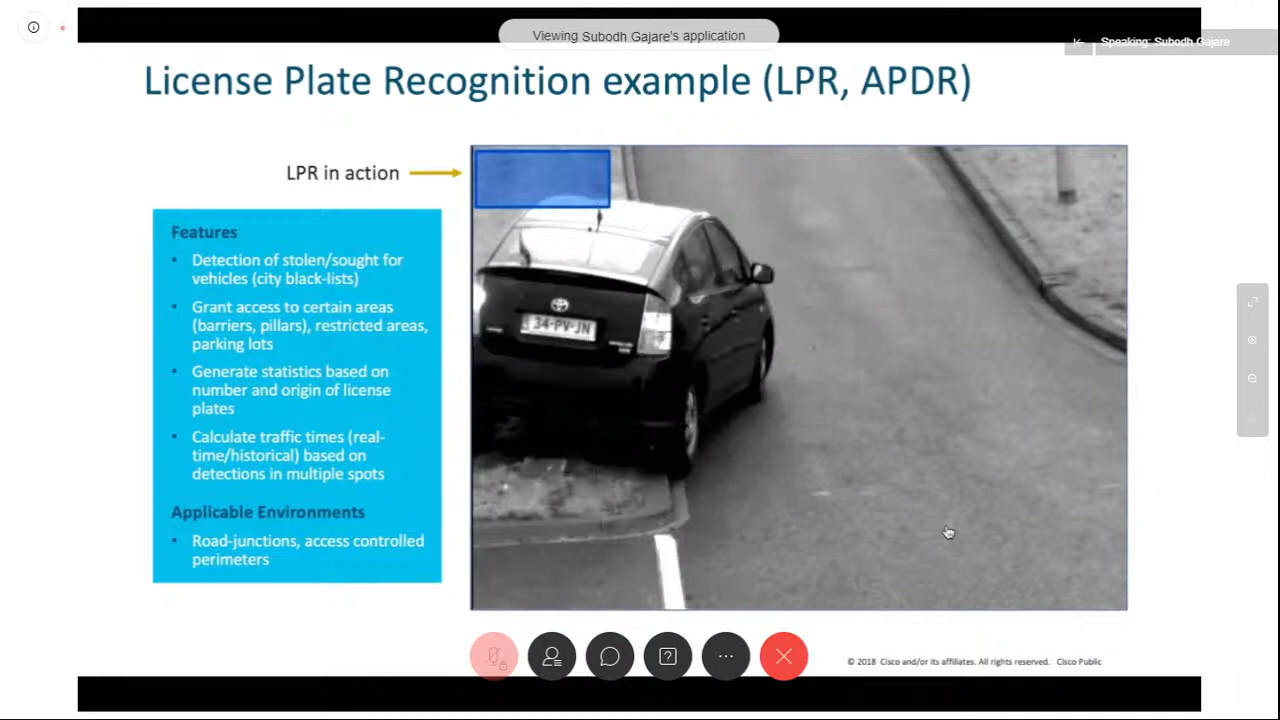 Viewing Subodh Gajare's application
Speaking: Subodh Gajare
License Plate Recognition example (LPR, APDR)
LPR in action
Features
• Detection of stolen/sought for
vehicles (city black-lists)
• Grant access to certain areas
(barriers, pillars), restricted areas,
parking lots
• Generate statistics based on
number and origin of license
plates
• Calculate traffic times (real-
time/historical) based on
detections in multiple spots
Applicable Environments
• Road-junctions, access controlled
perimeters
34-PV-JN
© 2018 Cisco and/or its affiliates. All rights reserved. Cisco Public